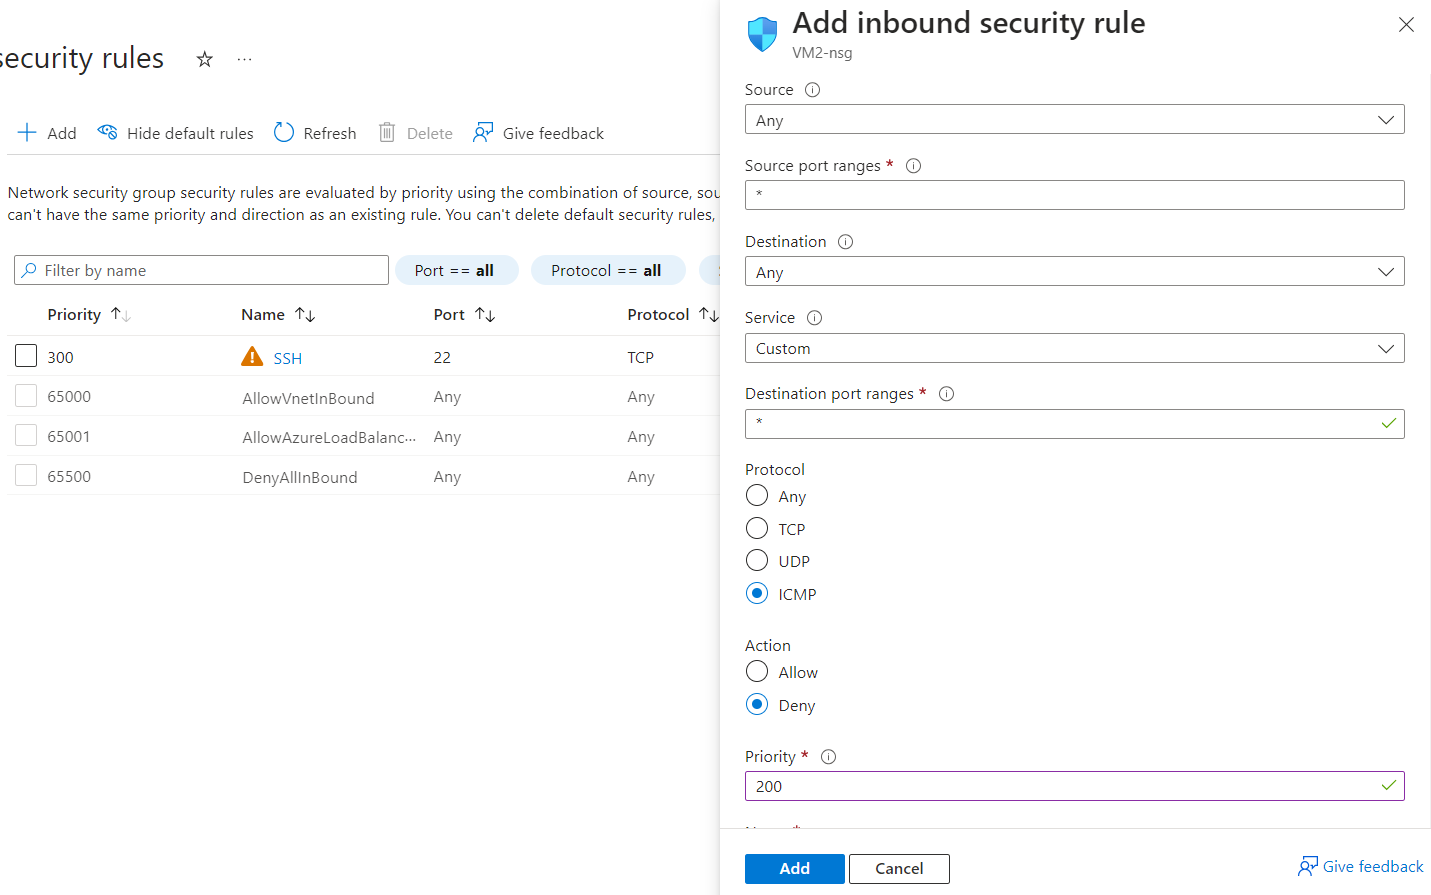 security rules
...
Add
Hide default rules
Refresh
Delete
Give feedback
Network security group security rules are evaluated by priority using the combination of source,
can't have the same priority and direction as an existing rule. You can't delete default security rules,
Filter by name
Port == all
Protocol == all
Priority
Name
Port
Protocol
300 SSH 22 TCP
65000 AllowVnetInBound Any Any
65001 AllowAzureLoadBalanc... Any Any
65500 DenyAllInBound Any Any
Add inbound security rule
VM2-nsg
Source
Any
Source port ranges *
*
Destination
Any
Service
Custom
Destination port ranges *
*
Protocol
Any
TCP
UDP
ICMP
Action
Allow
Deny
Priority *
200
Add
Cancel
Give feedback